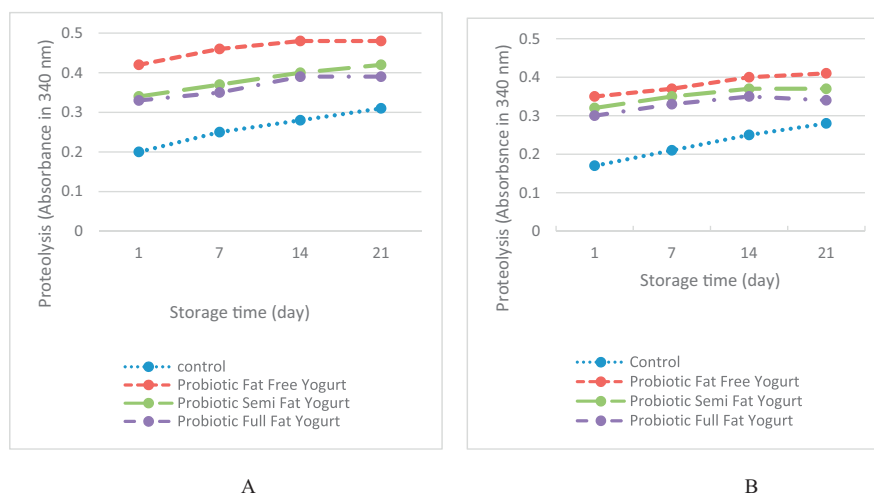 Proteolysis (Absorbance in 340 nm)
0.5
0.4
0.3
0.2
0.1
0
1 7 14 21
Storage time (day)
control
Probiotic Fat Free Yogurt
Probiotic Semi Fat Yogurt
Probiotic Full Fat Yogurt
A
Proteolysis (Absorbsnce in 340 nm)
0.5
0.4
0.3
0.2
0.1
0
1 7 14 21
Storage time (day)
Control
Probiotic Fat Free Yogurt
Probiotic Semi Fat Yogurt
Probiotic Full Fat Yogurt
B